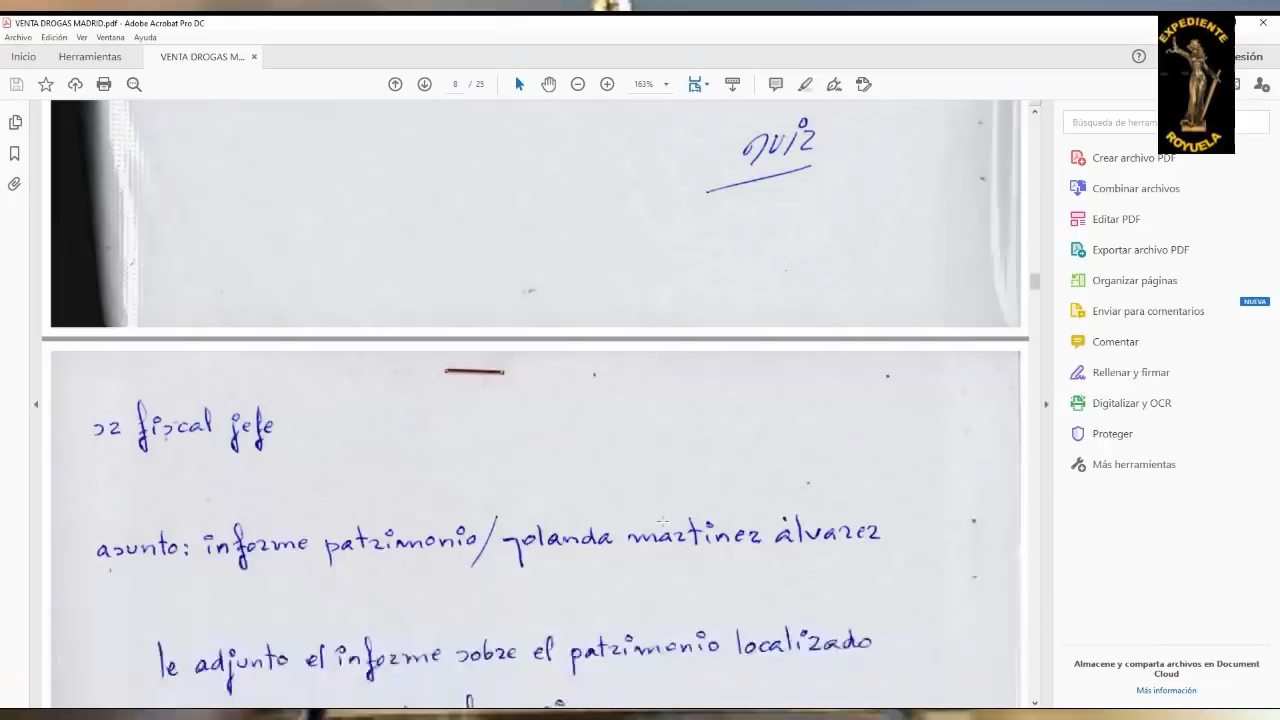 VENTA DROGAS MADRID.pdf - Adobe Acrobat Pro DC
Archivo Edición Ver Ventana Ayuda
Inicio Herramientas VENTA DROGAS M... ×
8 / 25 163%
EXPEDIENTE
ROYUELA
esión
Búsqueda de herram
Crear archivo PDF
Combinar archivos
Editar PDF
Exportar archivo PDF
Organizar páginas
NUEVA
Enviar para comentarios
Comentar
Rellenar y firmar
Digitalizar y OCR
Proteger
Más herramientas
Almacene y comparta archivos en Document
Cloud
Más información
sr fiscal jefe
asunto: informe patrimonio/yolanda martinez álvarez
le adjunto el informe sobre el patrimonio localizado